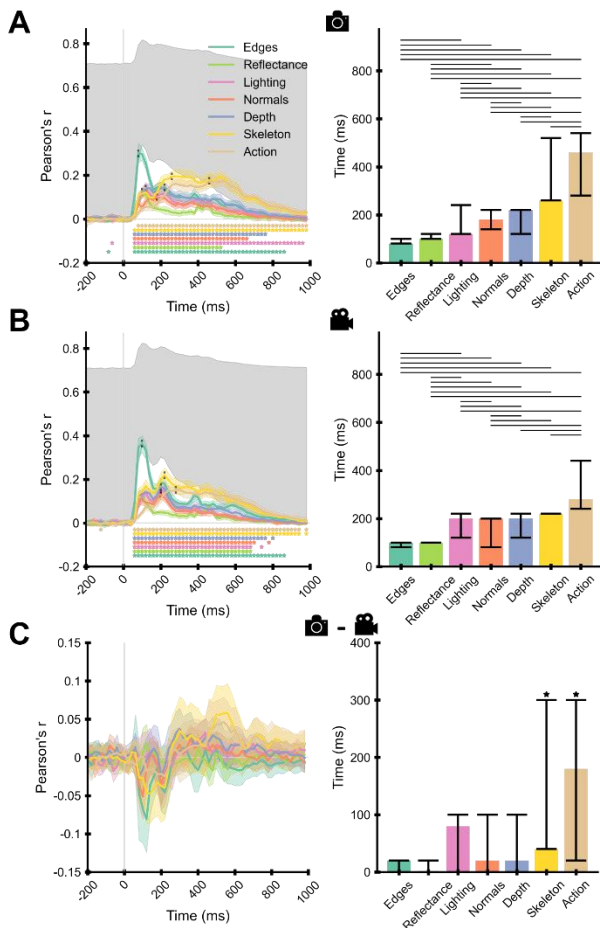 A
Pearson's r
0.8
0.6
0.4
0.2
0
-0.2
-200
0
200
400
600
800
1000
Time (ms)
Edges
Reflectance
Lighting
Normals
Depth
Skeleton
Action
Time (ms)
800
600
400
200
0
Edges
Reflectance
Lighting
Normals
Depth
Skeleton
Action
B
Pearson's r
0.8
0.6
0.4
0.2
0
-0.2
-200
0
200
400
600
800
1000
Time (ms)
Time (ms)
800
600
400
200
0
Edges
Reflectance
Lighting
Normals
Depth
Skeleton
Action
C
-
Pearson's r
0.15
0.1
0.05
0
-0.05
-0.1
-0.15
-200
0
200
400
600
800
1000
Time (ms)
Time (ms)
400
300
200
100
0
Edges
Reflectance
Lighting
Normals
Depth
Skeleton
Action